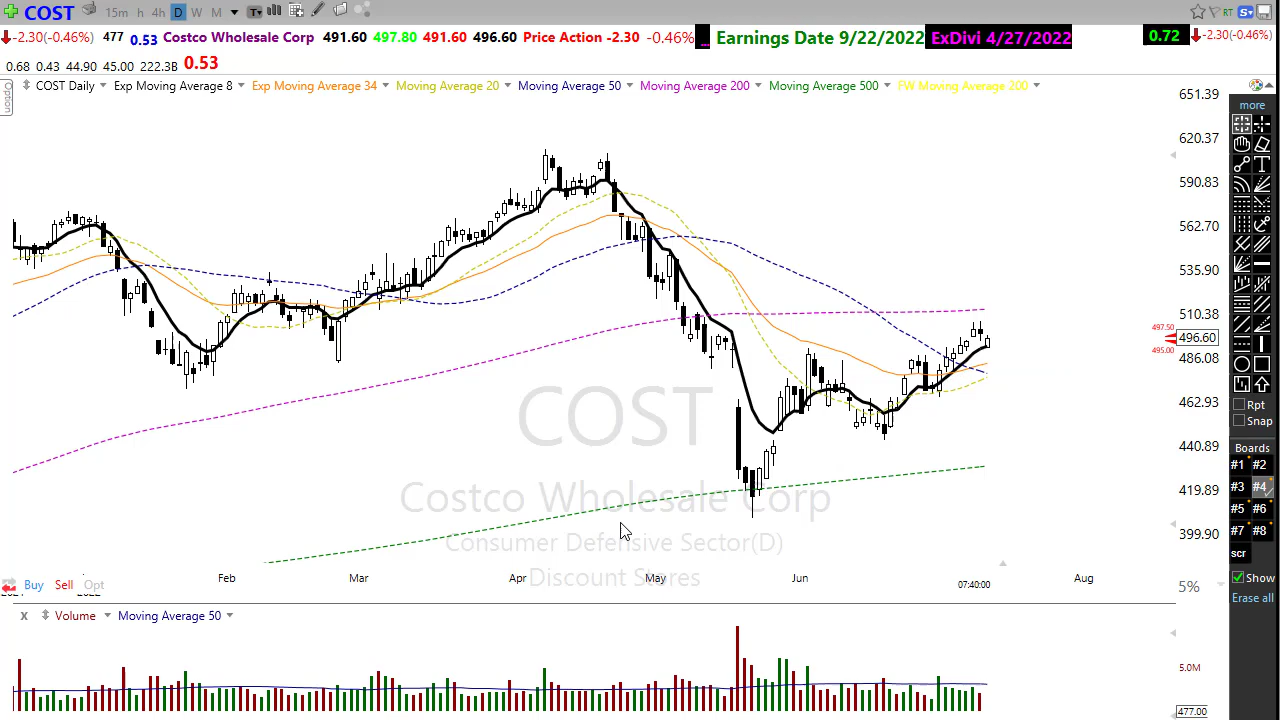 COST 15m h 4h D W M T RT S
-2.30(-0.46%) 477 0.53 Costco Wholesale Corp 491.60 497.80 491.60 496.60 Price Action -2.30 -0.46% ... Earnings Date 9/22/2022 ExDivi 4/27/2022 0.72 -2.30(-0.46%)
0.68 0.43 44.90 45.00 222.3B 0.53
Option
COST Daily Exp Moving Average 8 Exp Moving Average 34 Moving Average 20 Moving Average 50 Moving Average 200 Moving Average 500 FW Moving Average 200
651.39
more
620.37
590.83
562.70
535.90
510.38
497.50
496.60
495.00
486.08
462.93
440.89
419.89
399.90
COST
Costco Wholesale Corp
Consumer Defensive Sector(D)
Discount Stores
Rpt
Snap
Boards
#1 #2
#3 #4
#5 #6
#7 #8
scr
Show
Erase all
Feb Mar Apr May Jun 07:40:00 Aug
Buy Sell Opt
2022
5%
X Volume Moving Average 50
5.0M
477.00